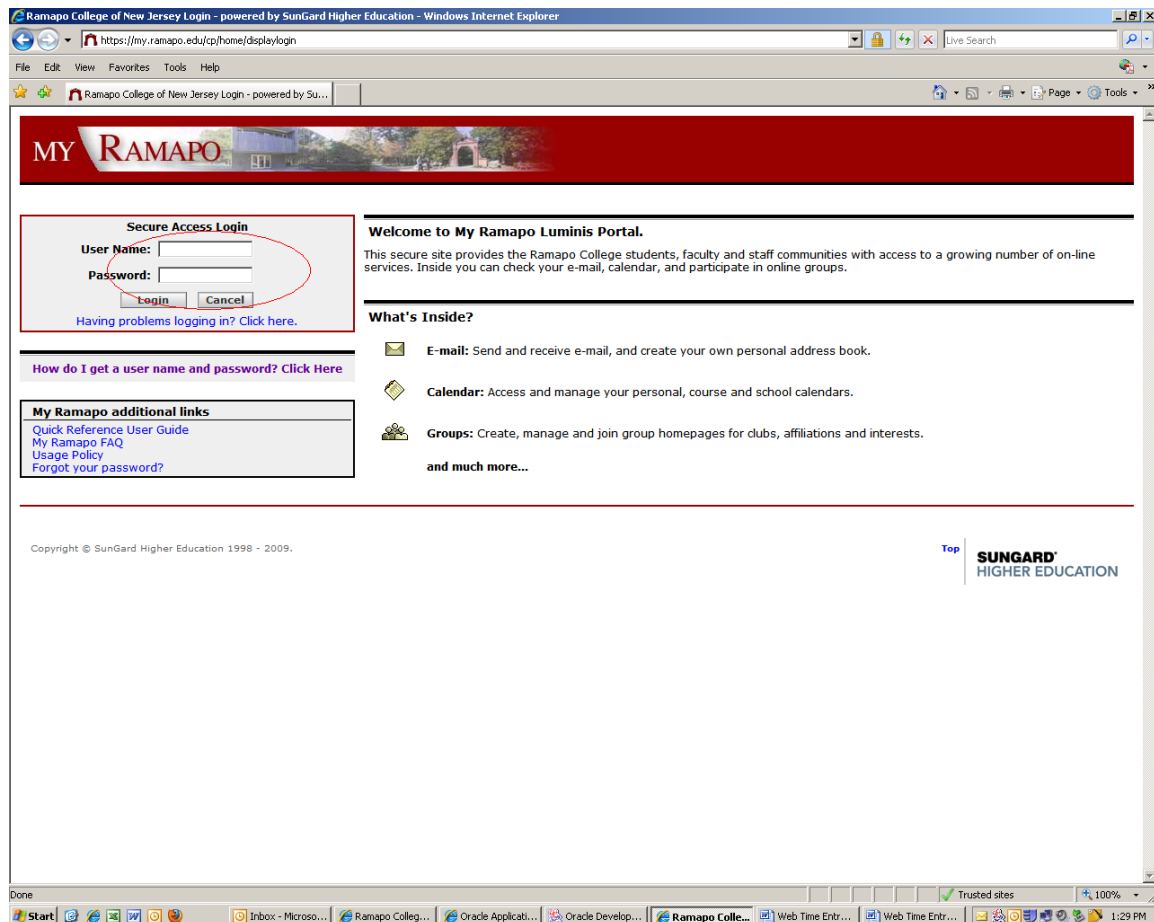 Ramapo College of New Jersey Login - powered by SunGard Higher Education - Windows Internet Explorer
https://my.ramapo.edu/cp/home/displaylogin
Live Search
File Edit View Favorites Tools Help
Ramapo College of New Jersey Login - powered by Su...
Page Tools
MY RAMAPO
Secure Access Login
User Name:
Password:
Login Cancel
Having problems logging in? Click here.
How do I get a user name and password? Click Here
My Ramapo additional links
Quick Reference User Guide
My Ramapo FAQ
Usage Policy
Forgot your password?
Welcome to My Ramapo Luminis Portal.
This secure site provides the Ramapo College students, faculty and staff communities with access to a growing number of on-line
services. Inside you can check your e-mail, calendar, and participate in online groups.
What's Inside?
E-mail: Send and receive e-mail, and create your own personal address book.
Calendar: Access and manage your personal, course and school calendars.
Groups: Create, manage and join group homepages for clubs, affiliations and interests.
and much more...
Copyright © SunGard Higher Education 1998 - 2009.
Top
SUNGARD'
HIGHER EDUCATION
Done
Trusted sites
100%
Start
Inbox - Microso...
Ramapo Colleg...
Oracle Applicati...
Oracle Develop...
Ramapo Colle...
Web Time Entr...
Web Time Entr...
1:29 PM